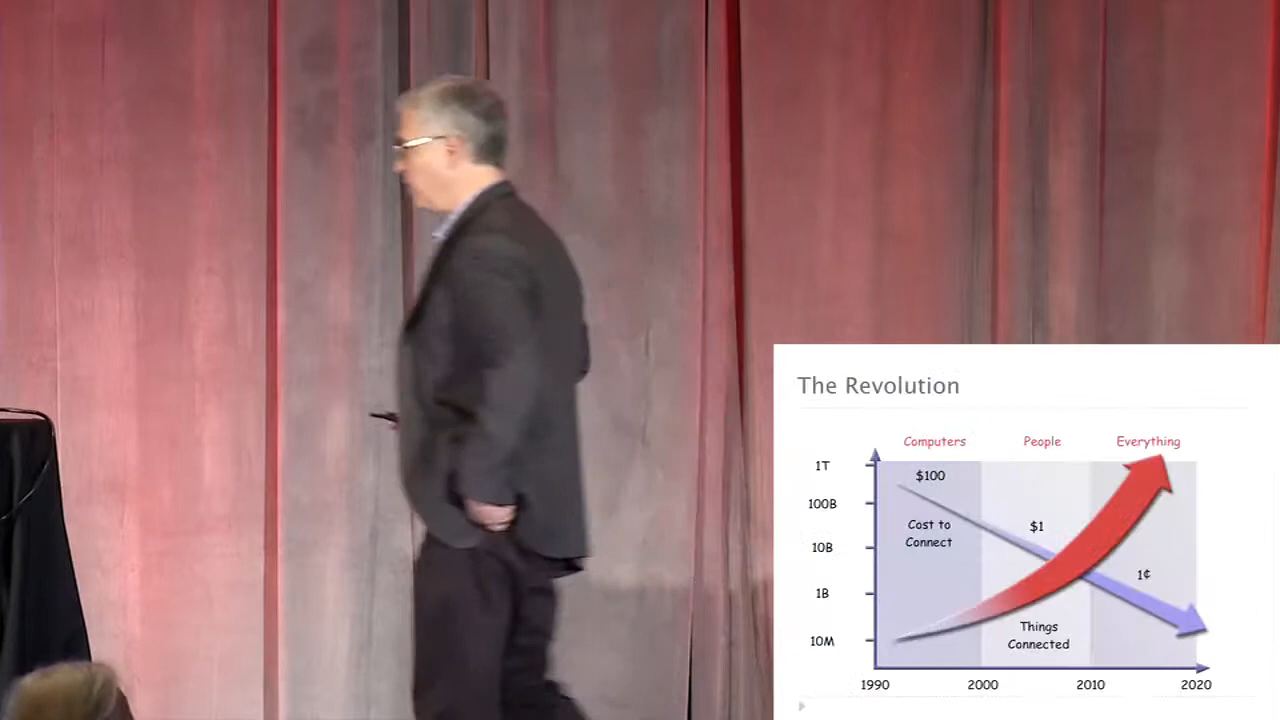 The Revolution
Computers People Everything
1T
$100
100B
Cost to
Connect
$1
10B
1¢
1B
Things
Connected
10M
1990 2000 2010 2020